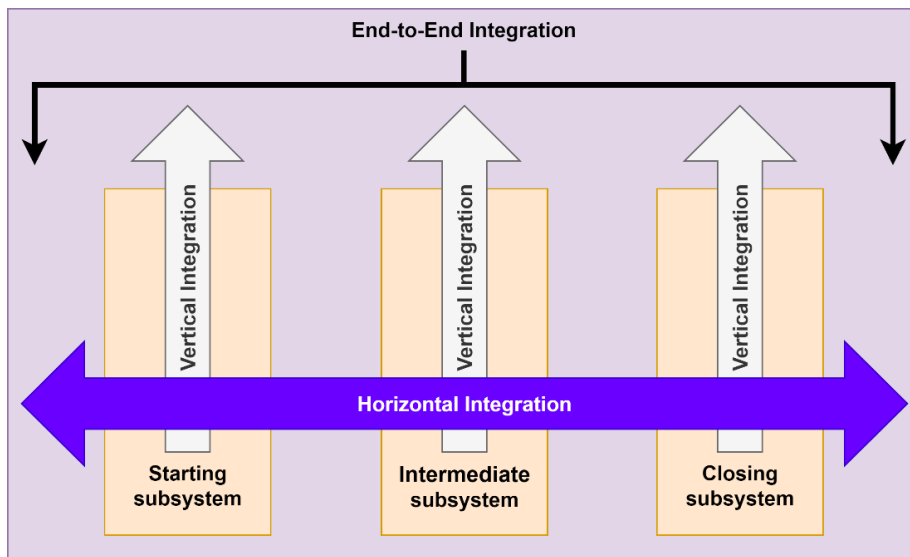 End-to-End Integration
Vertical Integration
Vertical Integration
Vertical Integration
Horizontal Integration
Starting
subsystem
Intermediate
subsystem
Closing
subsystem